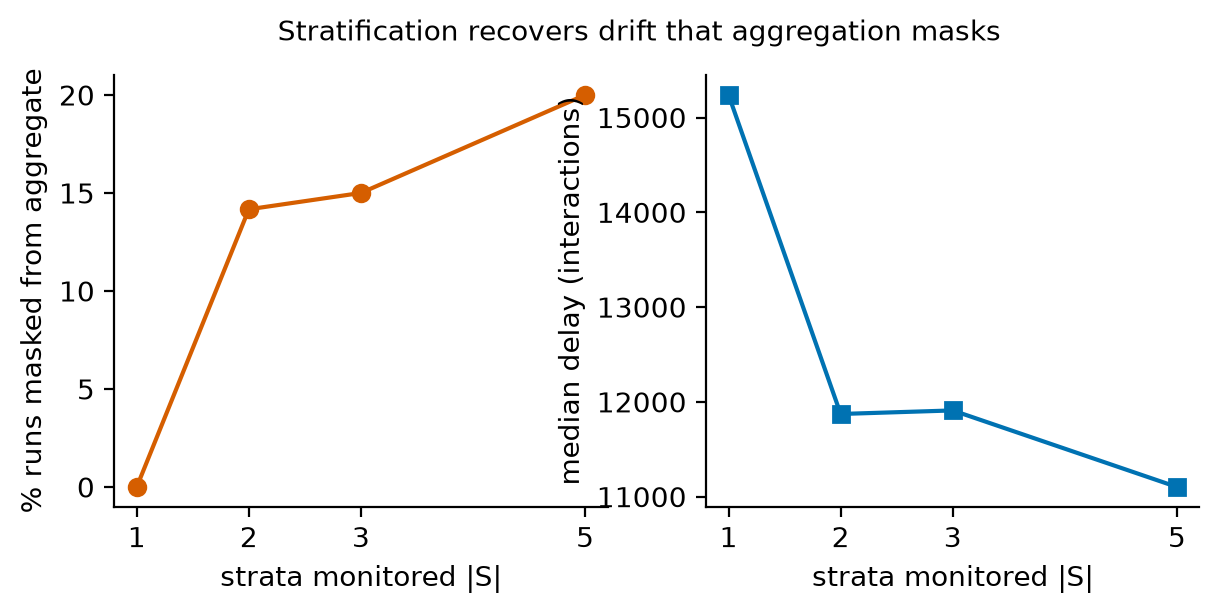 Stratification recovers drift that aggregation masks
% runs masked from aggregate
20
15
10
5
0
1 2 3 5
strata monitored |S|
median delay (interactions)
15000
14000
13000
12000
11000
1 2 3 5
strata monitored |S|